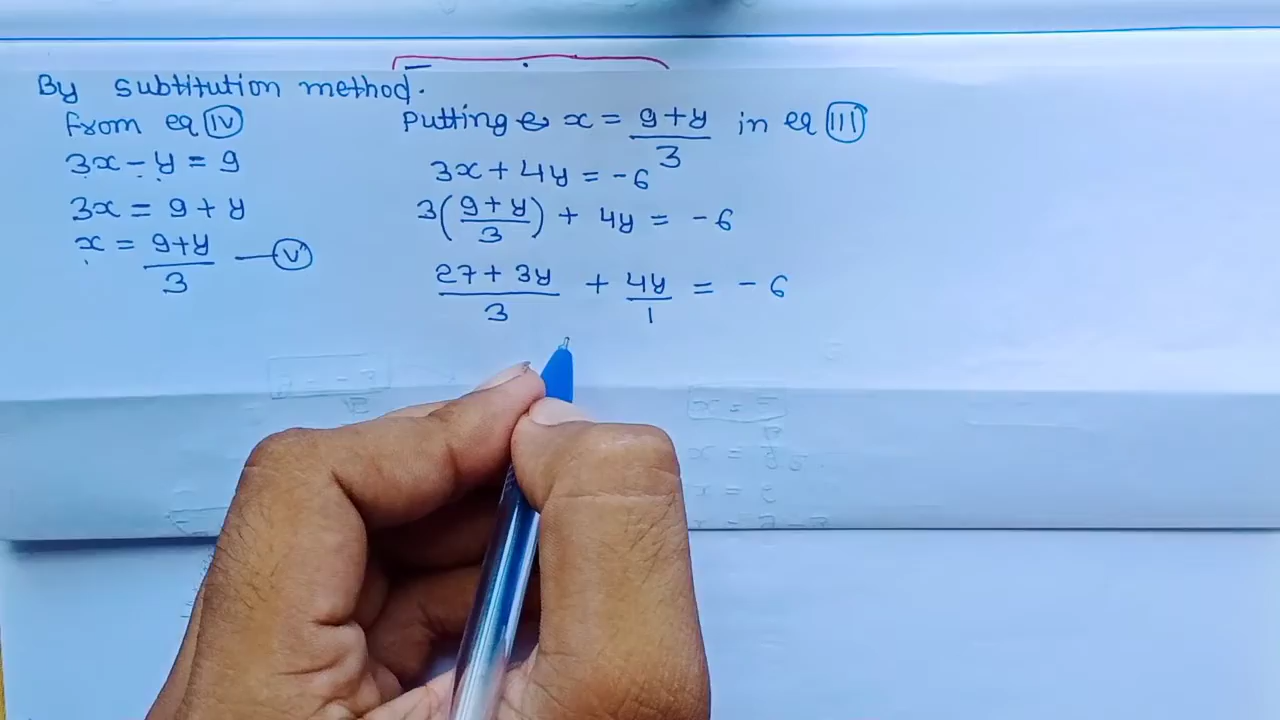 By subtitution method.
from eq (IV)
3x - y = 9
3x = 9 + y
x = 9+y/3 — (V)
Putting x = 9+y/3 in eq (III)
3x + 4y = -6
3(9+y/3) + 4y = -6
27+3y/3 + 4y/1 = -6